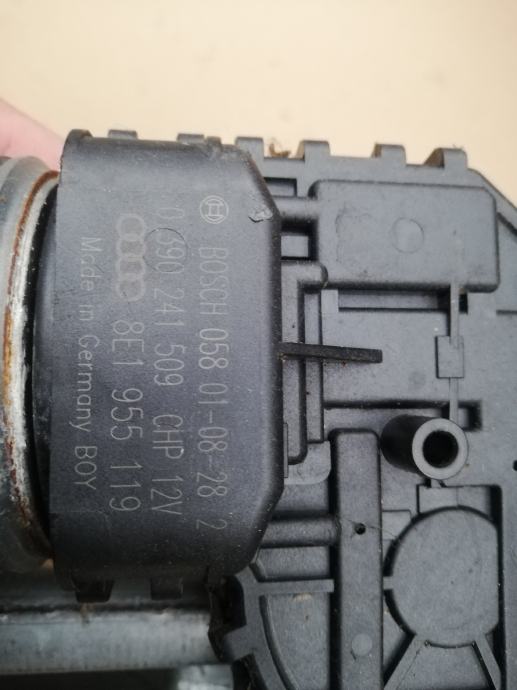 BOSCH 058 01-08-28 2
0 390 241 509 CHP 12V
8E1 955 119
Made in Germany BOY